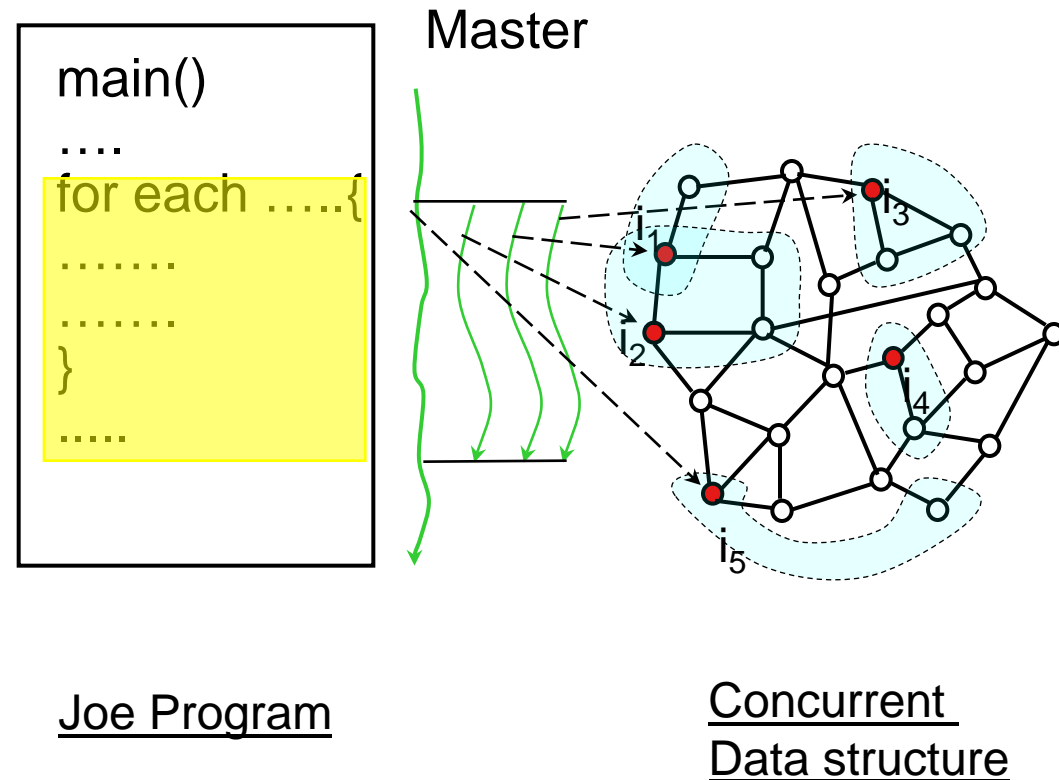 Master
main()
….
for each …..{
…….
…….
}
…..
i₁
i₂
i₃
i₄
i₅
Joe Program
Concurrent
Data structure